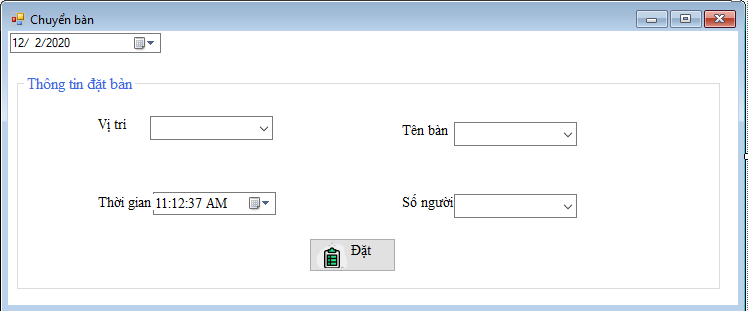 Chuyển bàn
12/ 2/2020
Thông tin đặt bàn
Vị tri
Tên bàn
Thời gian 11:12:37 AM
Số người
Đặt